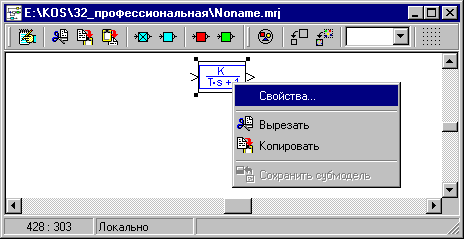 E:\KOS\32_профессиональная\Noname.mrj
K
T•s + 1
Свойства...
Вырезать
Копировать
Сохранить субмодель
428 : 303
Локально